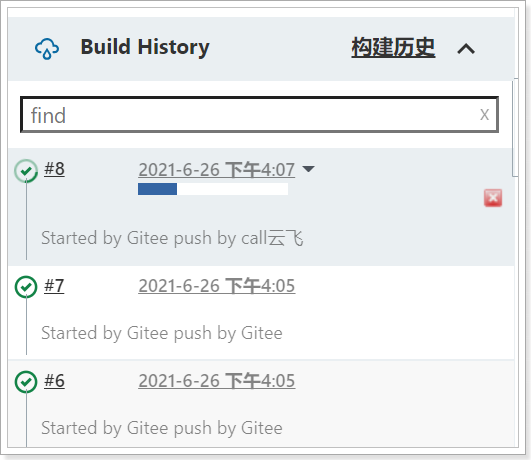 Build History 构建历史
find X
#8 2021-6-26 下午4:07
Started by Gitee push by call云飞
#7 2021-6-26 下午4:05
Started by Gitee push by Gitee
#6 2021-6-26 下午4:05
Started by Gitee push by Gitee